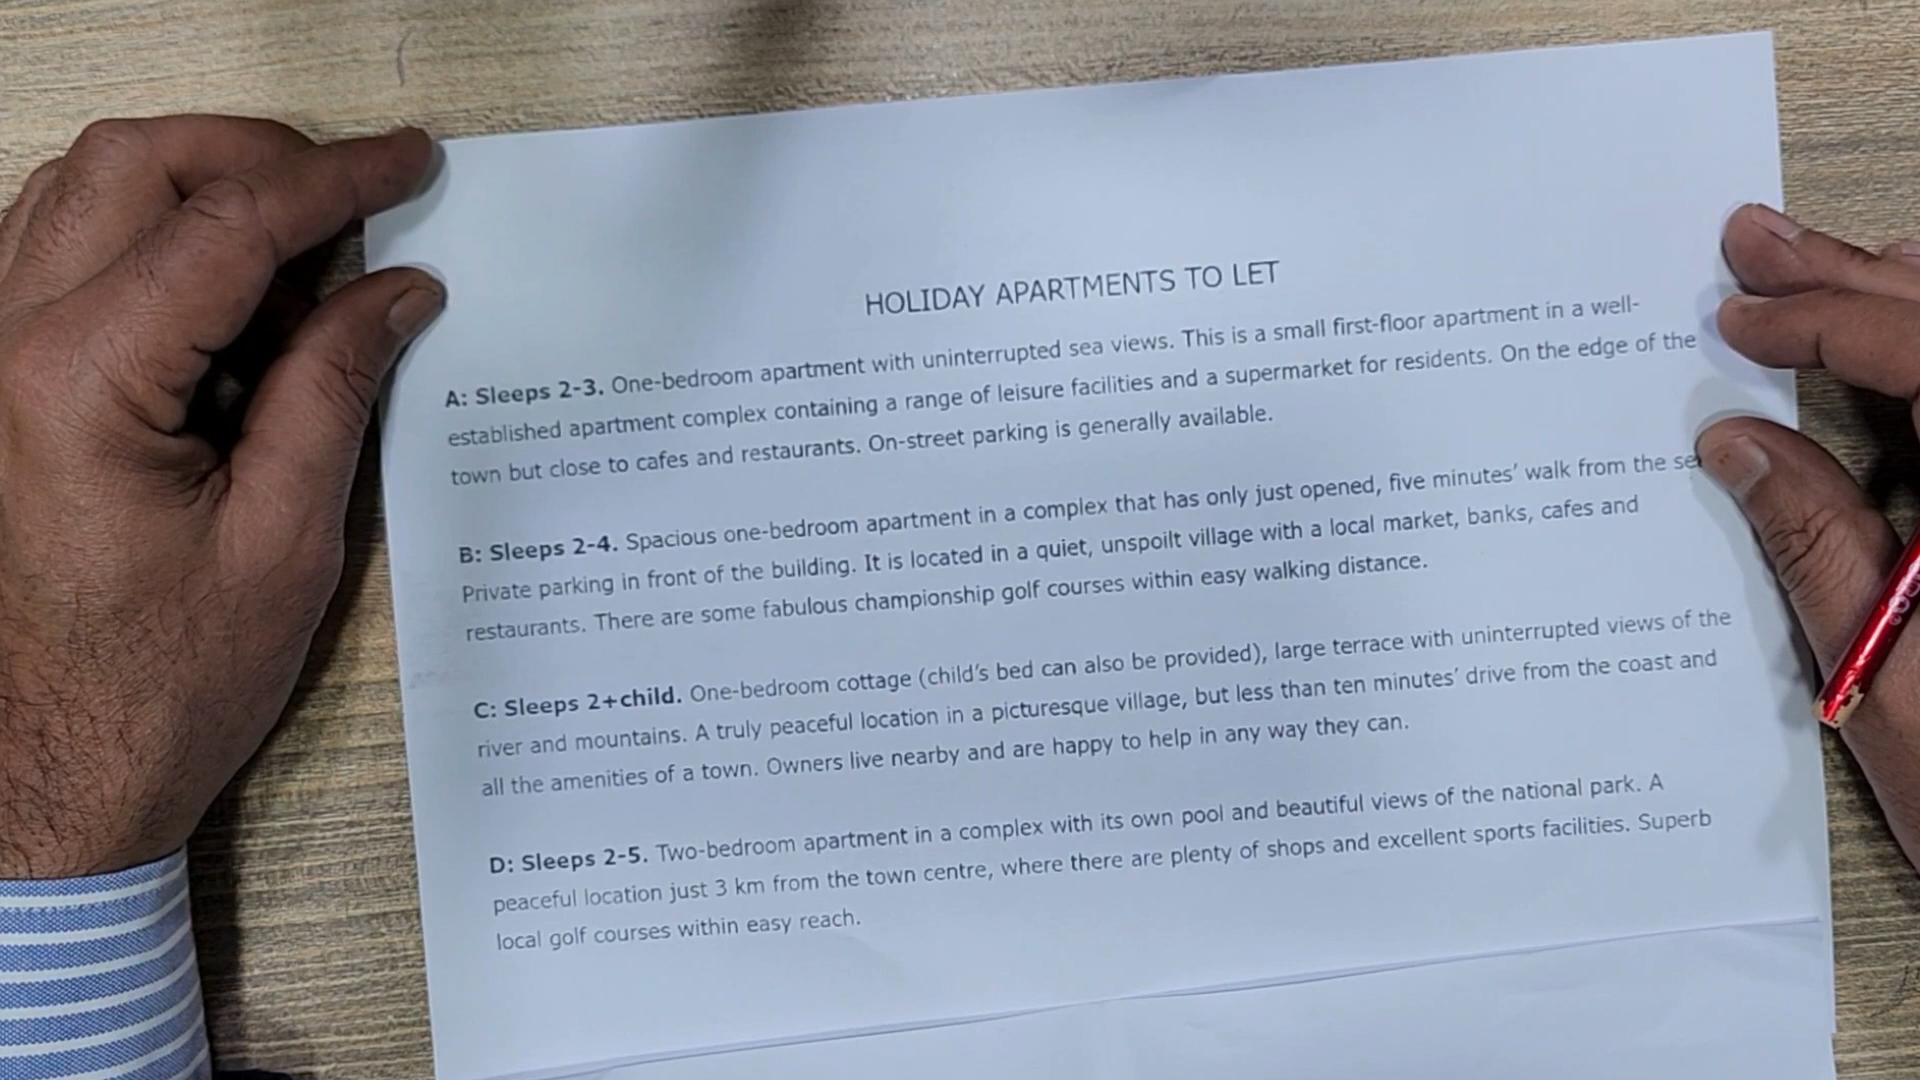 HOLIDAY APARTMENTS TO LET
A: Sleeps 2-3. One-bedroom apartment with uninterrupted sea views. This is a small first-floor apartment in a well-
established apartment complex containing a range of leisure facilities and a supermarket for residents. On the edge of the
town but close to cafes and restaurants. On-street parking is generally available.
B: Sleeps 2-4. Spacious one-bedroom apartment in a complex that has only just opened, five minutes' walk from the
Private parking in front of the building. It is located in a quiet, unspoilt village with a local market, banks, cafes and
restaurants. There are some fabulous championship golf courses within easy walking distance.
C: Sleeps 2+child. One-bedroom cottage (child's bed can also be provided), large terrace with uninterrupted views of the
river and mountains. A truly peaceful location in a picturesque village, but less than ten minutes' drive from the coast and
all the amenities of a town. Owners live nearby and are happy to help in any way they can.
D: Sleeps 2-5. Two-bedroom apartment in a complex with its own pool and beautiful views of the national park. A
peaceful location just 3 km from the town centre, where there are plenty of shops and excellent sports facilities. Superb
local golf courses within easy reach.